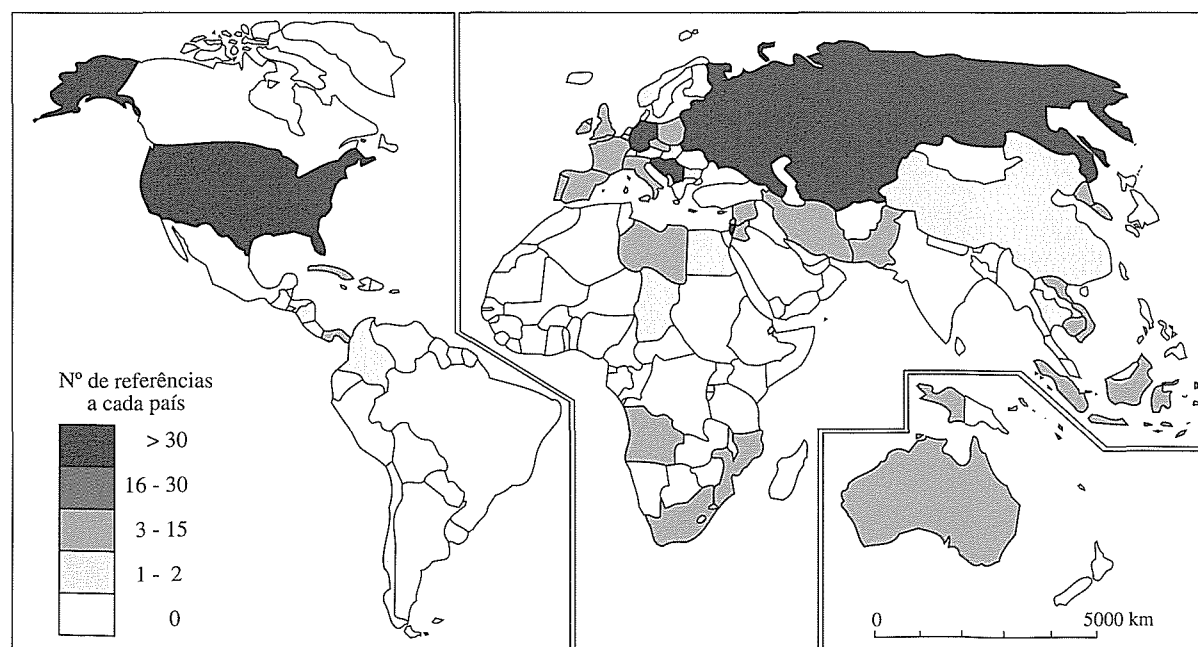 Nº de referências
a cada país
> 30
16 - 30
3 - 15
1 - 2
0
0 5000 km